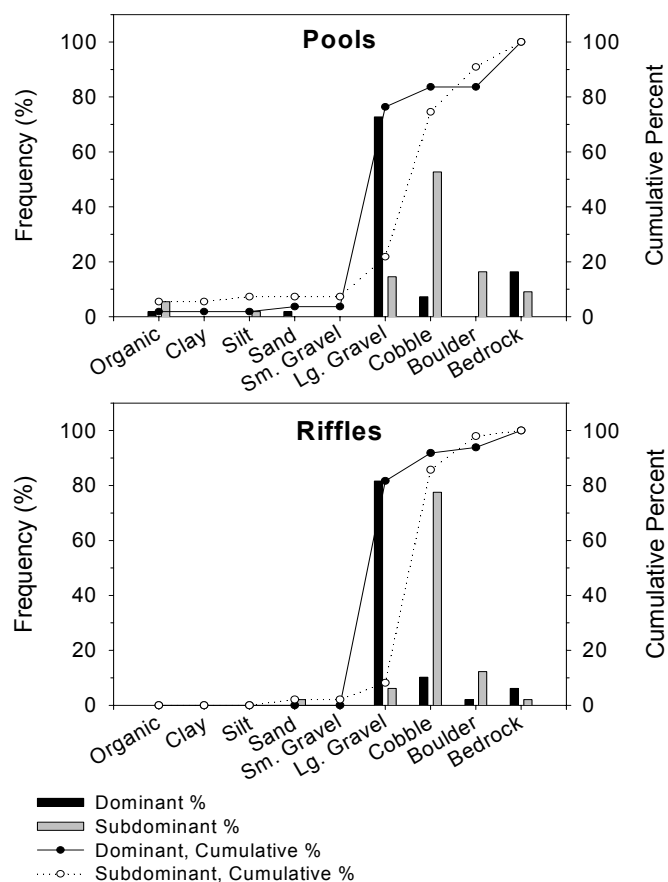 Pools
Frequency (%)
100
80
60
40
20
0
100
80
60
40
20
0
Cumulative Percent
Organic
Clay
Silt
Sand
Sm. Gravel
Lg. Gravel
Cobble
Boulder
Bedrock
Riffles
Frequency (%)
100
80
60
40
20
0
100
80
60
40
20
0
Cumulative Percent
Organic
Clay
Silt
Sand
Sm. Gravel
Lg. Gravel
Cobble
Boulder
Bedrock
Dominant %
Subdominant %
Dominant, Cumulative %
Subdominant, Cumulative %